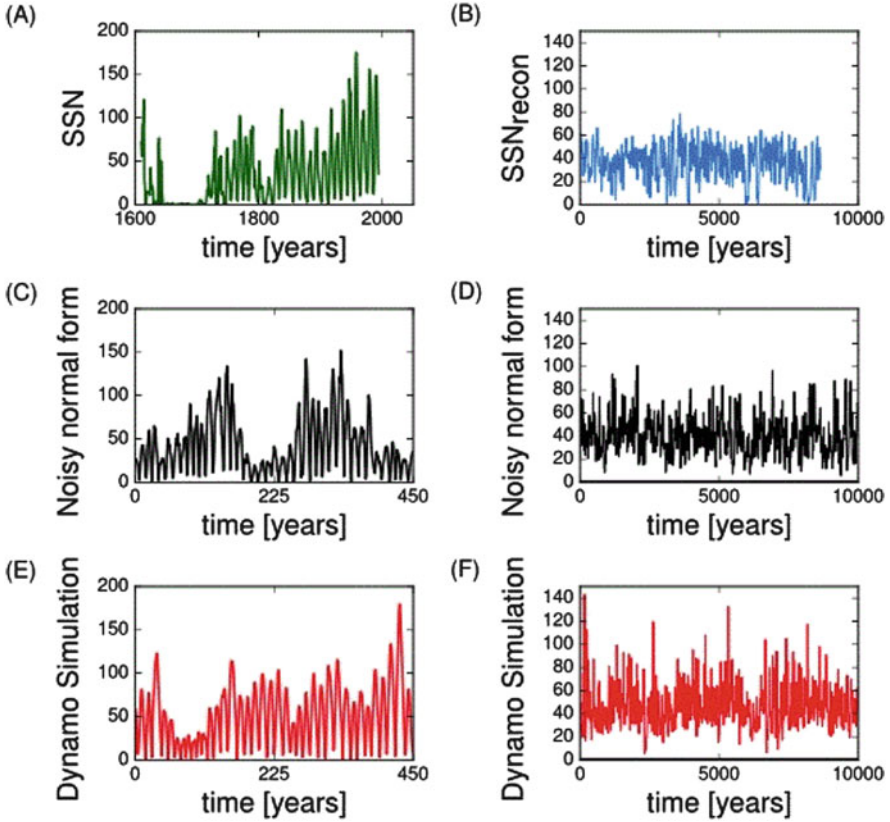 (A)
SSN
200
150
100
50
0
1600 1800 2000
time [years]
(B)
SSNrecon
140
120
100
80
60
40
20
0
0 5000 10000
time [years]
(C)
Noisy normal form
200
150
100
50
0
0 225 450
time [years]
(D)
Noisy normal form
140
120
100
80
60
40
20
0
0 5000 10000
time [years]
(E)
Dynamo Simulation
200
150
100
50
0
0 225 450
time [years]
(F)
Dynamo Simulation
140
120
100
80
60
40
20
0
0 5000 10000
time [years]